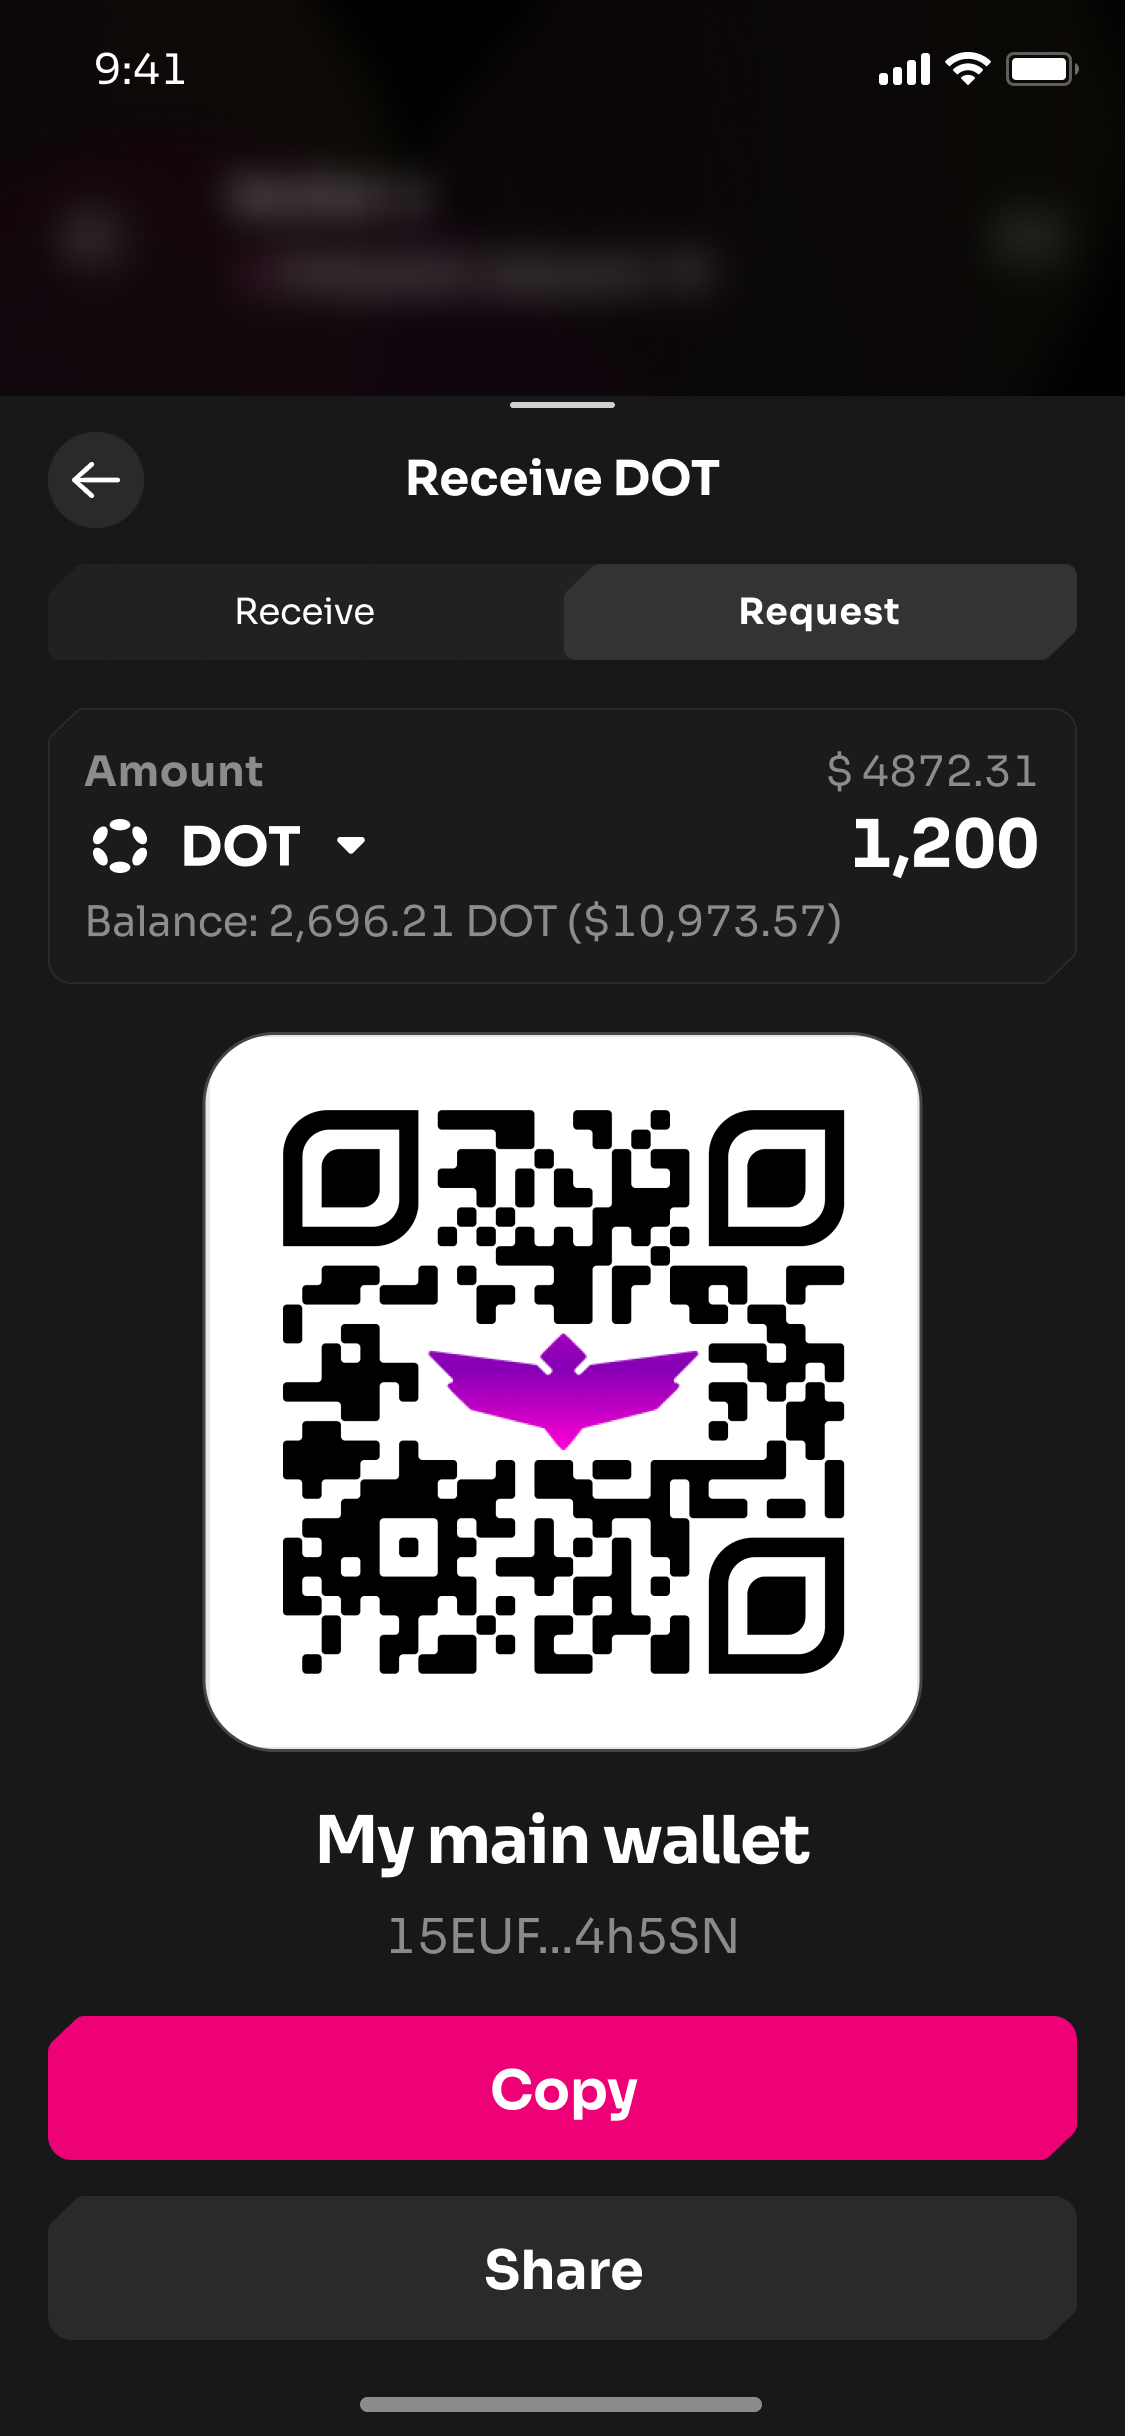 9:41
Receive DOT
Receive
Request
Amount
$ 4872.31
DOT
1,200
Balance: 2,696.21 DOT ($10,973.57)
My main wallet
15EUF...4h5SN
Copy
Share